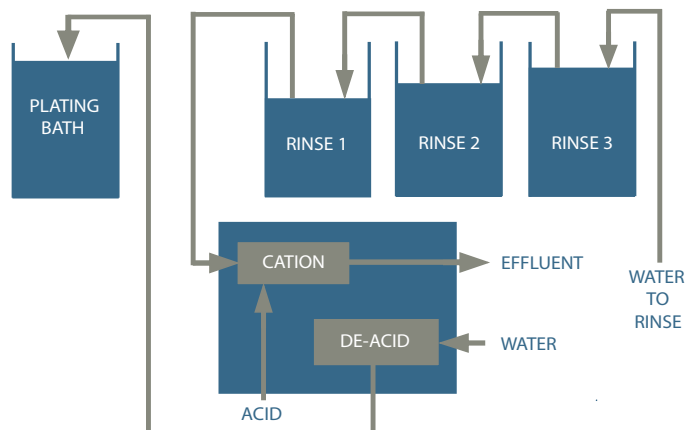 PLATING
BATH
RINSE 1
RINSE 2
RINSE 3
CATION
EFFLUENT
WATER
TO
RINSE
DE-ACID
WATER
ACID